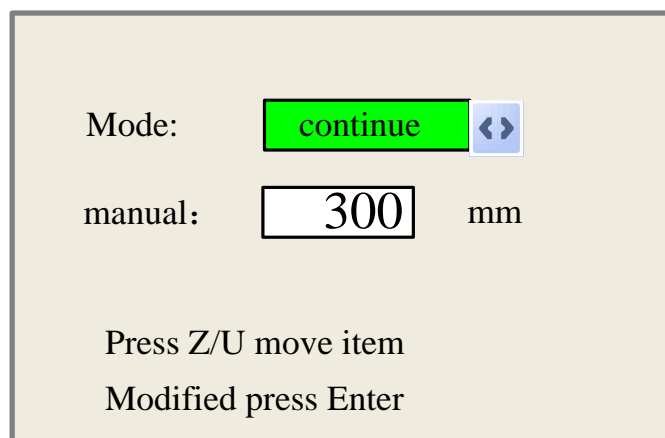 Mode: continue
manual： 300 mm
Press Z/U move item
Modified press Enter